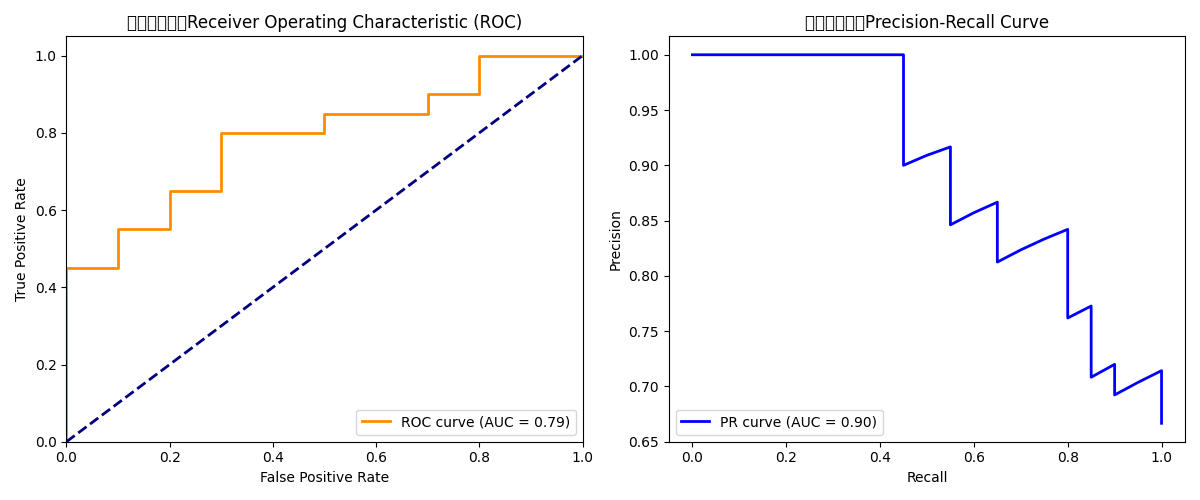 Receiver Operating Characteristic (ROC)
True Positive Rate
1.0
0.8
0.6
0.4
0.2
0.0
0.0 0.2 0.4 0.6 0.8 1.0
False Positive Rate
ROC curve (AUC = 0.79)
Precision-Recall Curve
Precision
1.00
0.95
0.90
0.85
0.80
0.75
0.70
0.65
0.0 0.2 0.4 0.6 0.8 1.0
Recall
PR curve (AUC = 0.90)